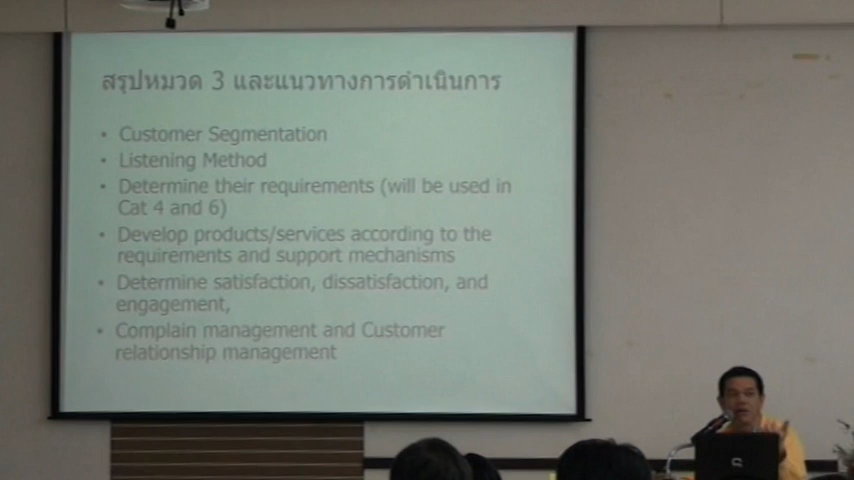 สรุปหมวด 3 และแนวทางการดำเนินการ
• Customer Segmentation
• Listening Method
• Determine their requirements (will be used in
Cat 4 and 6)
• Develop products/services according to the
requirements and support mechanisms
• Determine satisfaction, dissatisfaction, and
engagement,
• Complain management and Customer
relationship management